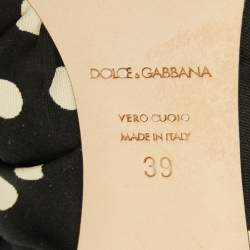 DOLCE & GABBANA
VERO CUOIO
MADE IN ITALY
39